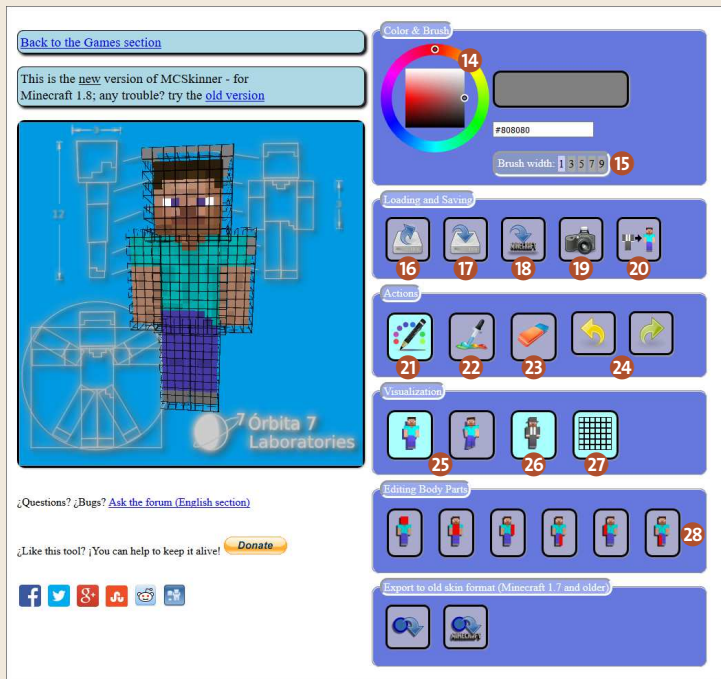 Back to the Games section
This is the new version of MCSkinner - for
Minecraft 1.8; any trouble? try the old version
12
7 Órbita 7
Laboratories
¿Questions? ¿Bugs? Ask the forum (English section)
¿Like this tool? ¡You can help to keep it alive! Donate
Color & Brush
14
#808080
Brush width: 1 3 5 7 9 15
Loading and Saving
16 17 18 19 20
Actions
21 22 23 24
Visualization
25 26 27
Editing Body Parts
28
Export to old skin format (Minecraft 1.7 and older)
MINECRAFT